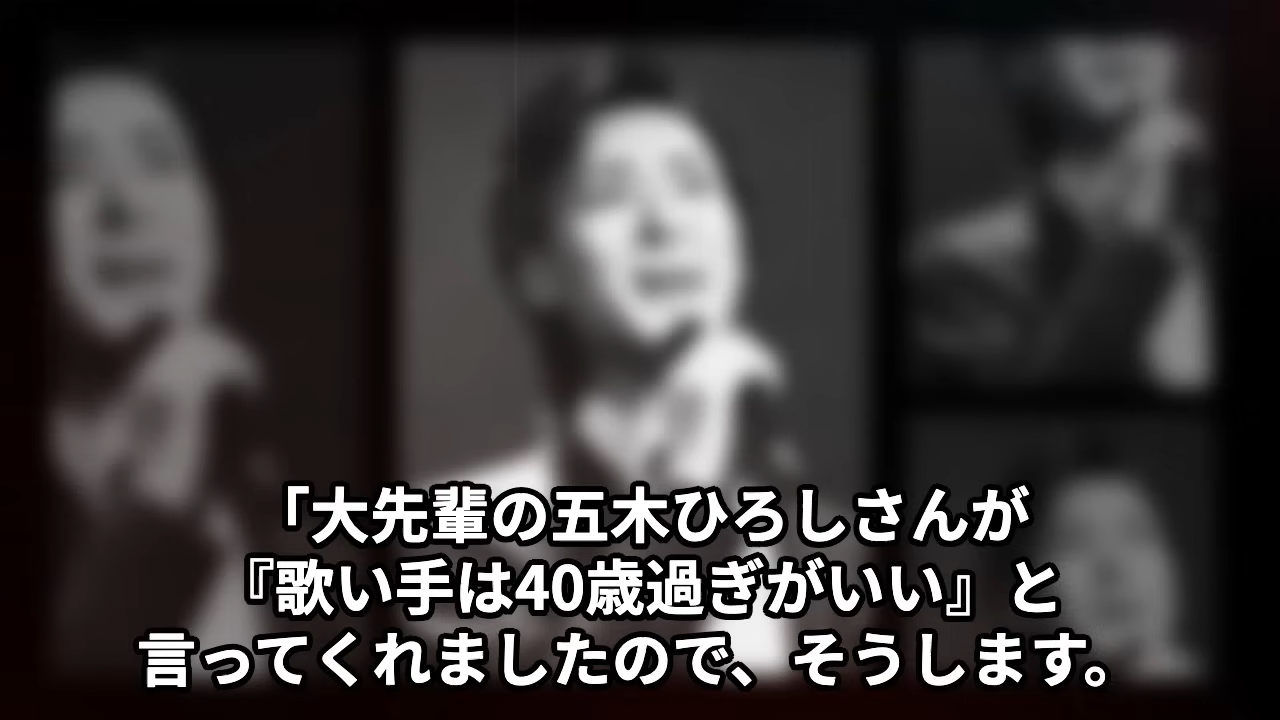 「大先輩の五木ひろしさんが
『歌い手は40歳過ぎがいい』と
言ってくれましたので、そうします。